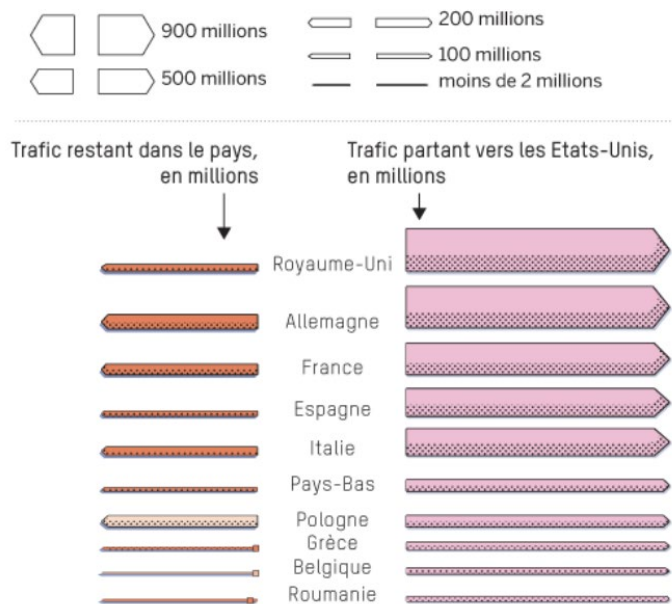 900 millions
500 millions
200 millions
100 millions
moins de 2 millions
Trafic restant dans le pays,
en millions
Trafic partant vers les Etats-Unis,
en millions
Royaume-Uni
Allemagne
France
Espagne
Italie
Pays-Bas
Pologne
Grèce
Belgique
Roumanie